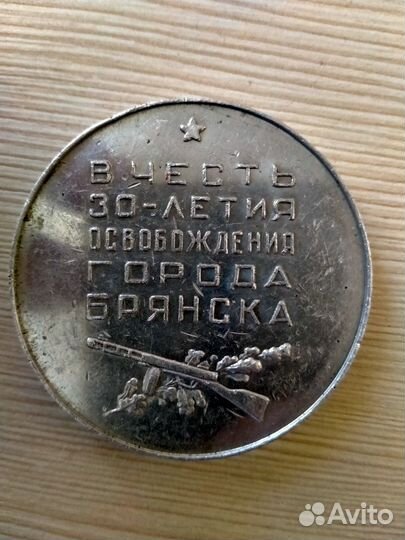 В ЧЕСТЬ
30-ЛЕТИЯ
ОСВОБОЖДЕНИЯ
ГОРОДА
БРЯНСКА
Avito